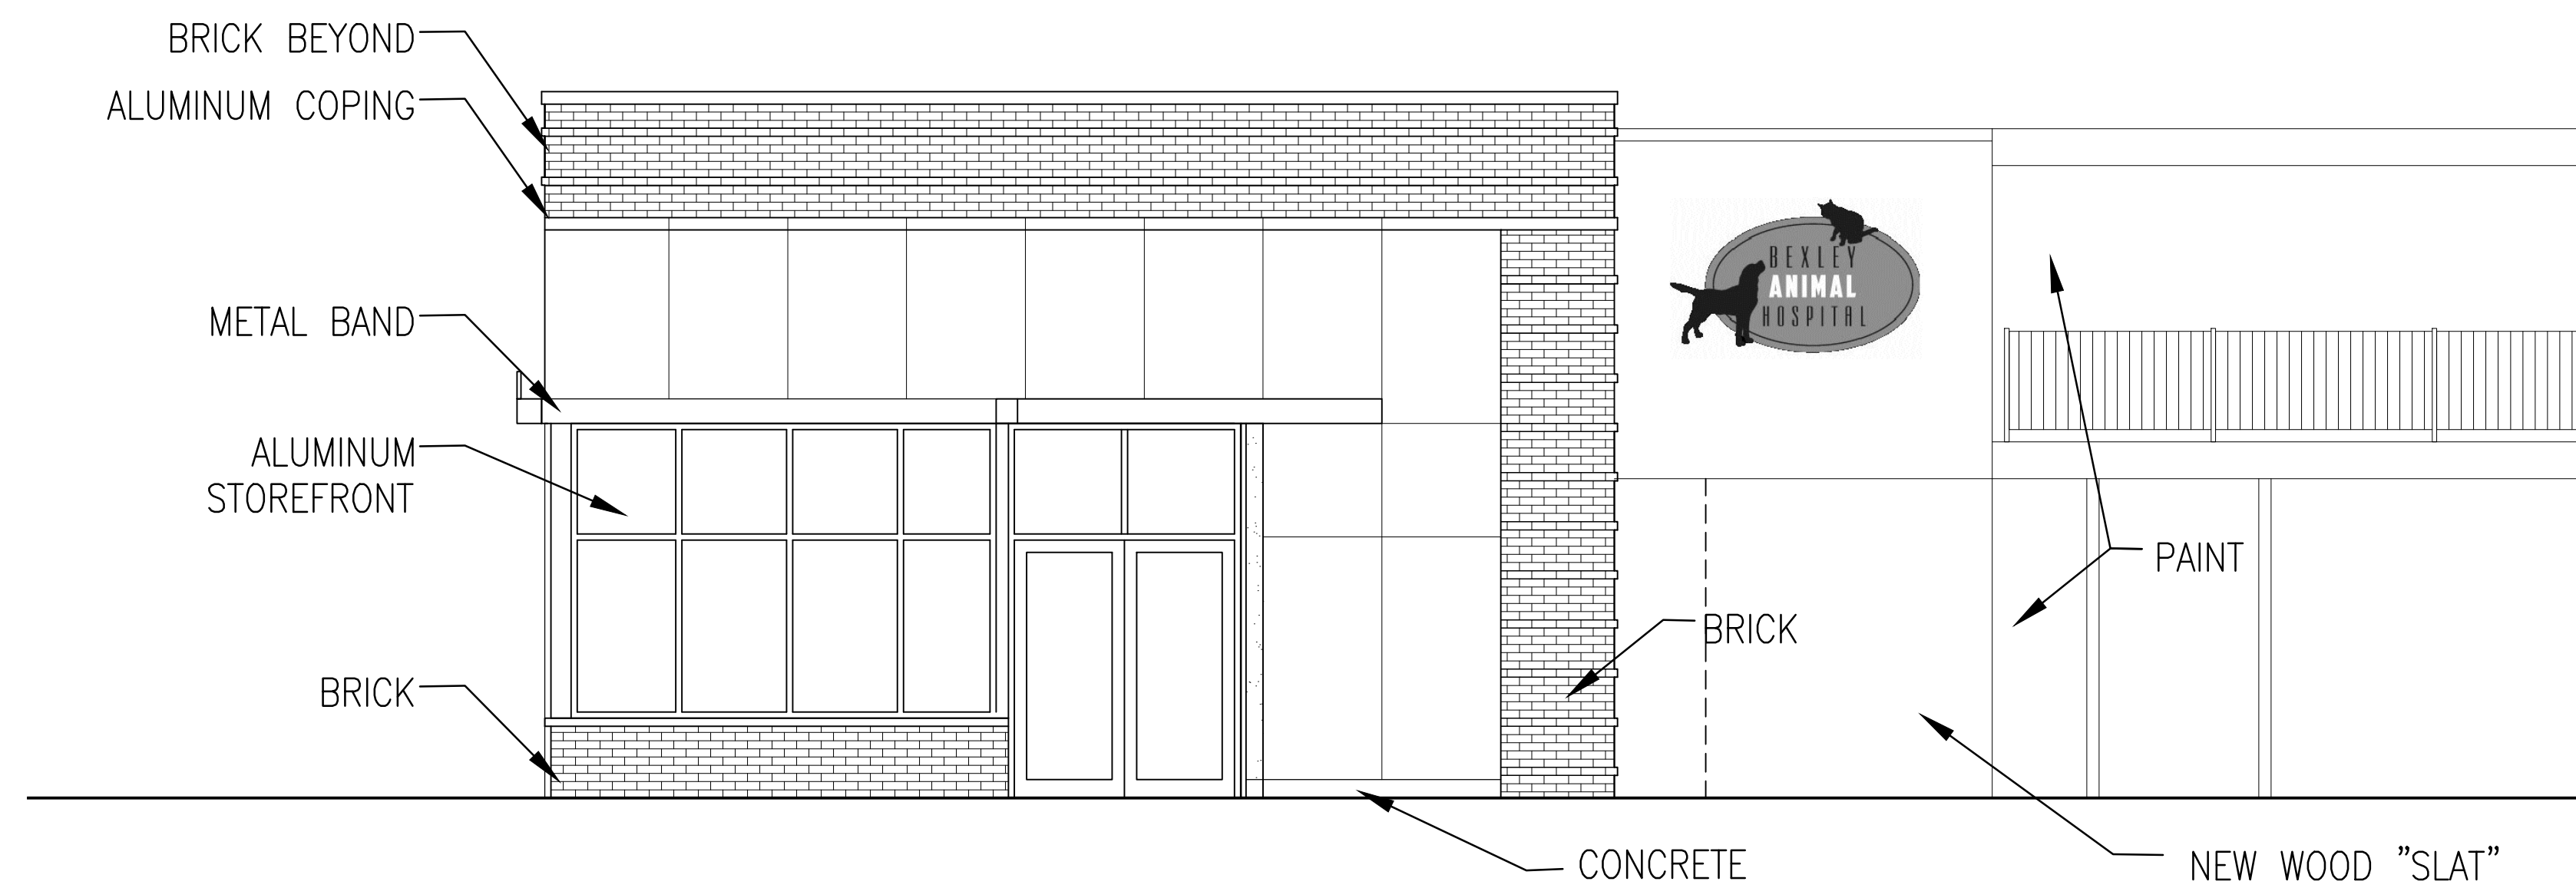 BRICK BEYOND
ALUMINUM COPING
METAL BAND
ALUMINUM
STOREFRONT
BRICK
BEXLEY
ANIMAL
HOSPITAL
PAINT
BRICK
CONCRETE
NEW WOOD "SLAT"